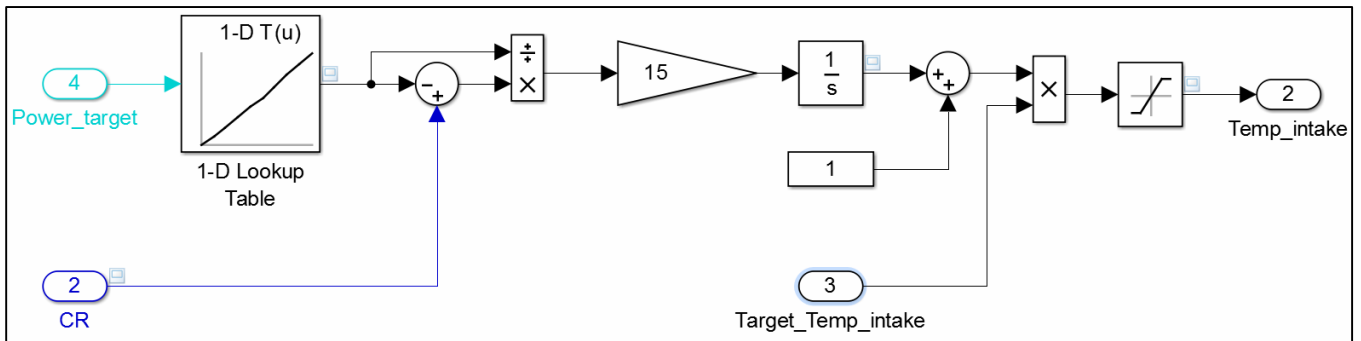 1-D T(u)
4
Power_target
1-D Lookup
Table
-
+
÷
×
15
1
s
+
+
1
×
2
Temp_intake
2
CR
3
Target_Temp_intake